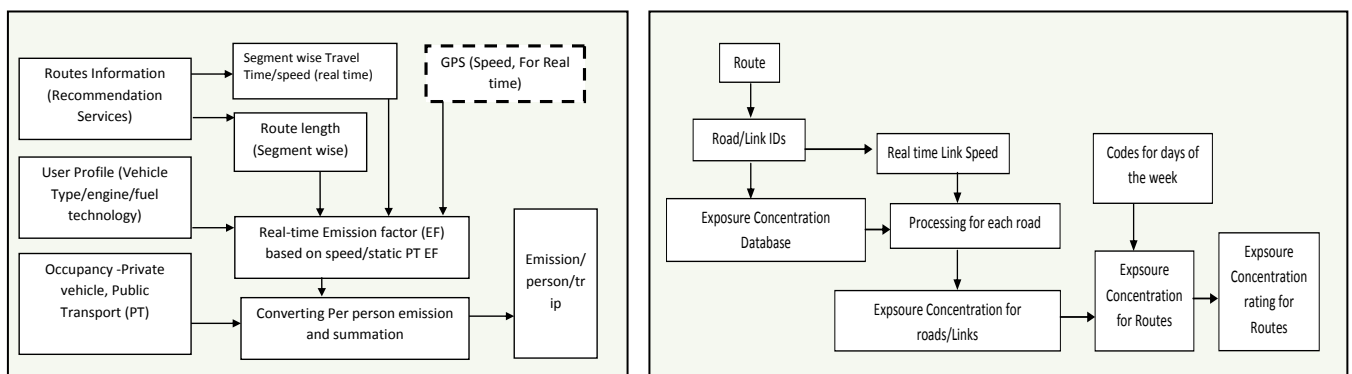 Routes Information
(Recommendation
Services)
Segment wise Travel
Time/speed (real time)
GPS (Speed, For Real
time)
Route length
(Segment wise)
User Profile (Vehicle
Type/engine/fuel
technology)
Real-time Emission factor (EF)
based on speed/static PT EF
Occupancy -Private
vehicle, Public
Transport (PT)
Converting Per person emission
and summation
Emission/
person/tr
ip
Route
Road/Link IDs
Real time Link Speed
Codes for days of
the week
Exposure Concentration
Database
Processing for each road
Expsoure Concentration for
roads/Links
Expsoure
Concentration
for Routes
Expsoure
Concentration
rating for
Routes